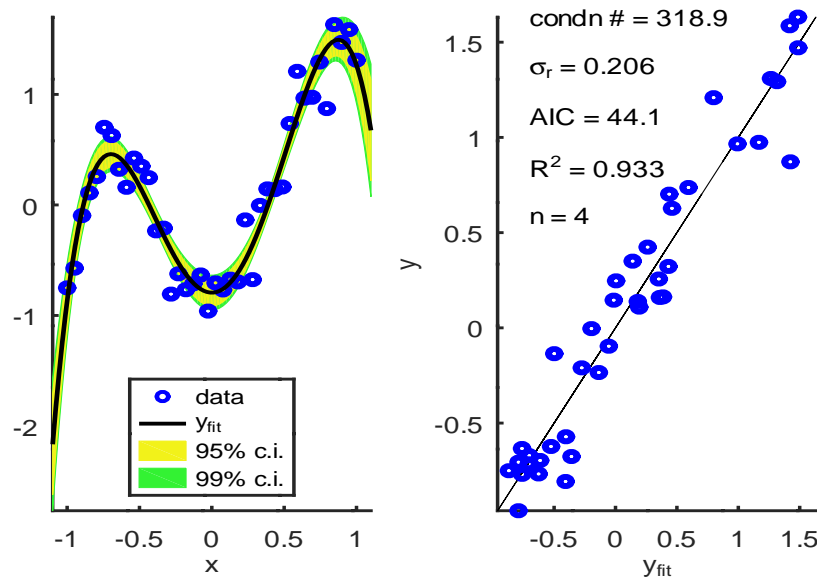 1
0
-1
-2
-1
-0.5
0
0.5
1
x
data
y_fit
95% c.i.
99% c.i.
condn # = 318.9
σ_r = 0.206
AIC = 44.1
R² = 0.933
n = 4
1.5
1
0.5
0
-0.5
y
0
0.5
1
1.5
y_fit